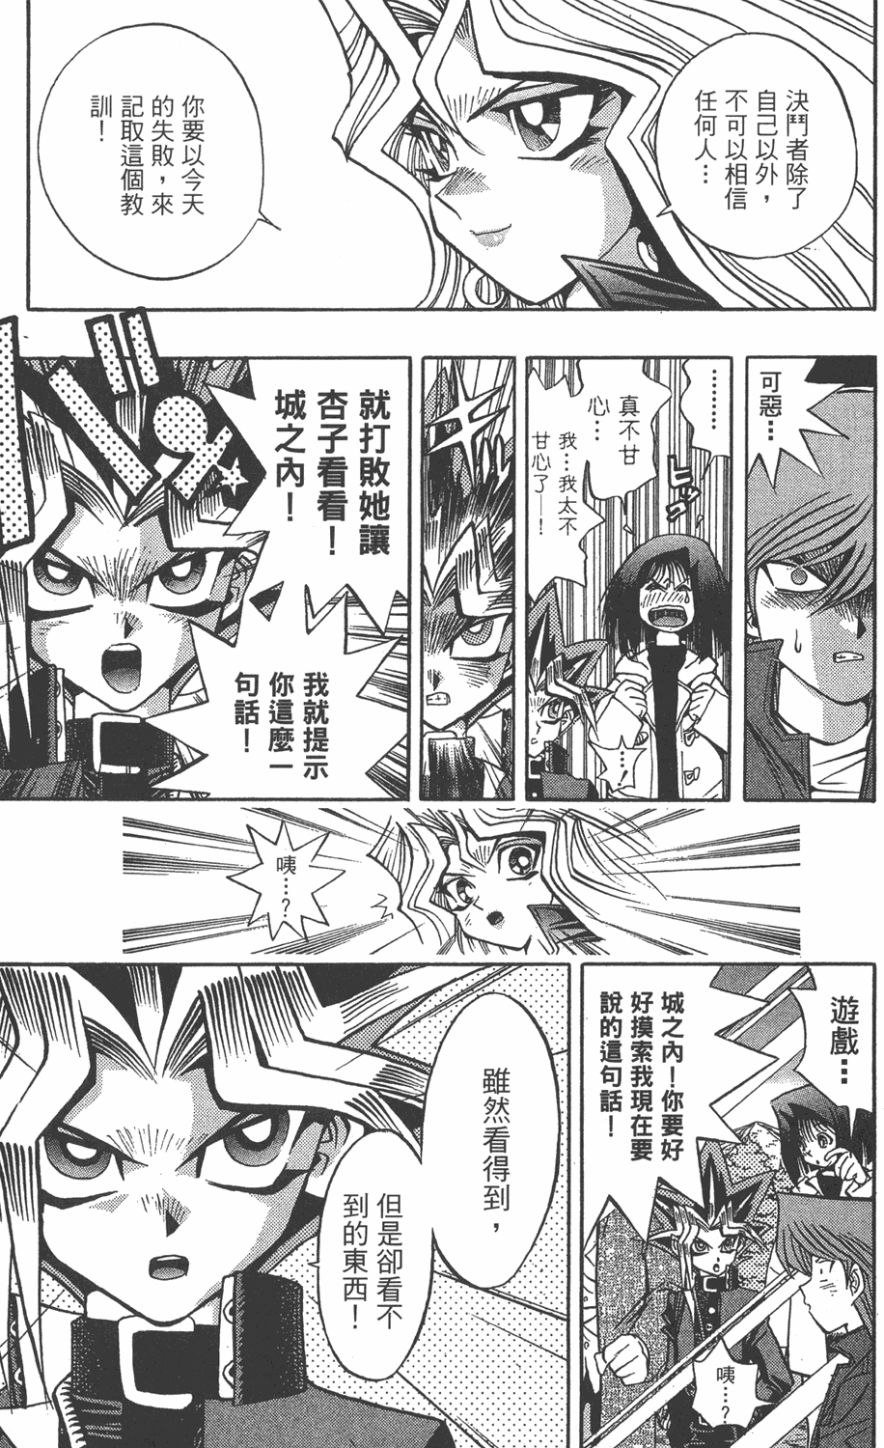 決鬥者除了
自己以外，
不可以相信
任何人…
你要以今天
的失敗，來
記取這個教
訓！
可惡…
……
真不甘
心…
我…我太不
甘心了—！
ヒック
…！
就打敗她讓
杏子看看！
城之內！
我就提示
你這麼一
句話！
咦…？
遊戲…
城之內！你要好
好摸索我現在要
說的這句話！
咦…？
雖然看得到，
但是卻看不
到的東西！